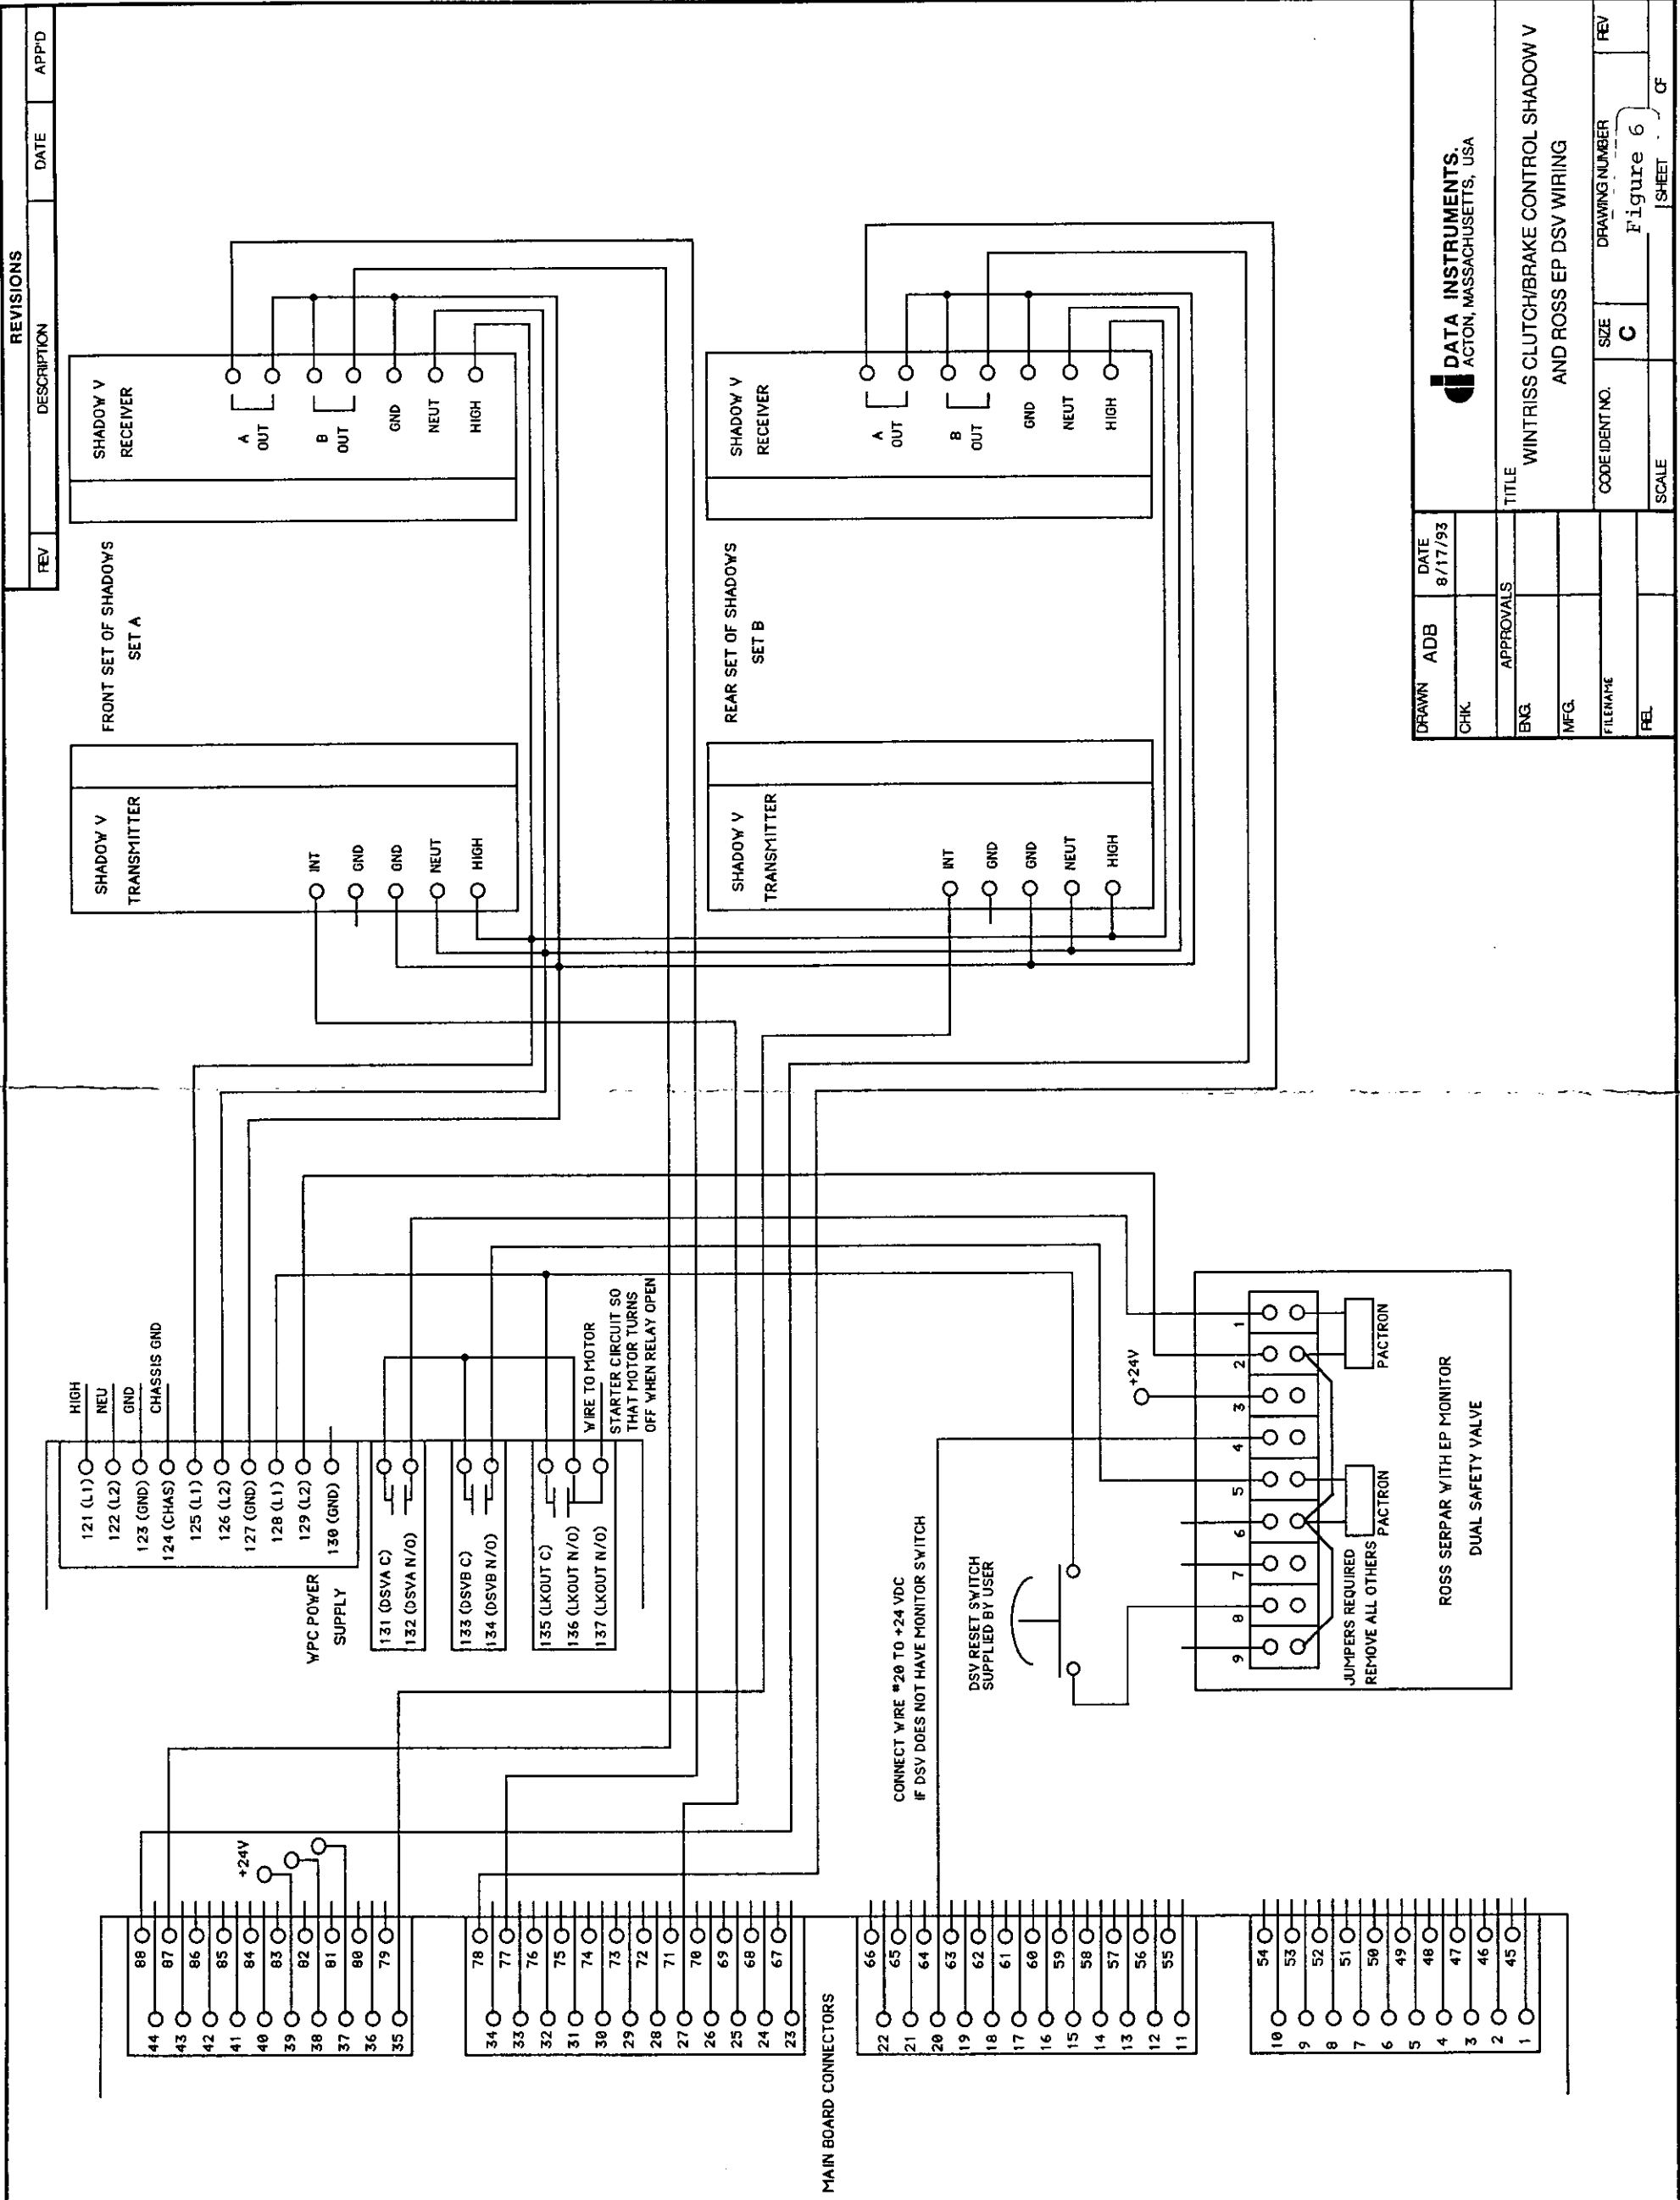 REVISIONS
REV
DESCRIPTION
DATE
APP'D
SHADOW V
TRANSMITTER
INT
GND
GND
NEUT
HIGH
FRONT SET OF SHADOWS
SET A
SHADOW V
RECEIVER
A
OUT
B
OUT
GND
NEUT
HIGH
SHADOW V
TRANSMITTER
INT
GND
GND
NEUT
HIGH
REAR SET OF SHADOWS
SET B
SHADOW V
RECEIVER
A
OUT
B
OUT
GND
NEUT
HIGH
HIGH
NEU
GND
CHASSIS GND
121 (L1)
122 (L2)
123 (GND)
124 (CHAS)
125 (L1)
126 (L2)
127 (GND)
128 (L1)
129 (L2)
130 (GND)
WPC POWER
SUPPLY
131 (DSVA C)
132 (DSVA N/O)
133 (DSVB C)
134 (DSVB N/O)
135 (LKOUT C)
136 (LKOUT N/O)
137 (LKOUT N/O)
WIRE TO MOTOR
STARTER CIRCUIT SO
THAT MOTOR TURNS
OFF WHEN RELAY OPEN
+24V
44 88
43 87
42 86
41 85
40 84
39 83
38 82
37 81
36 80
35 79
34 78
33 77
32 76
31 75
30 74
29 73
28 72
27 71
26 70
25 69
24 68
23 67
MAIN BOARD CONNECTORS
22 66
21 65
20 64
19 63
18 62
17 61
16 60
15 59
14 58
13 57
12 56
11 55
10 54
9 53
8 52
7 51
6 50
5 49
4 48
3 47
2 46
1 45
CONNECT WIRE #20 TO +24 VDC
IF DSV DOES NOT HAVE MONITOR SWITCH
DSV RESET SWITCH
SUPPLIED BY USER
+24V
9 8 7 6 5 4 3 2 1
JUMPERS REQUIRED
REMOVE ALL OTHERS
PACTRON
PACTRON
ROSS SERPAR WITH EP MONITOR
DUAL SAFETY VALVE
DRAWN ADB
DATE
8/17/93
CHK.
APPROVALS
ENG.
MFG.
FILENAME
REL.
DATA INSTRUMENTS.
ACTON, MASSACHUSETTS, USA
TITLE
WINTRISS CLUTCH/BRAKE CONTROL SHADOW V
AND ROSS EP DSV WIRING
CODE IDENT NO.
SIZE
C
DRAWING NUMBER
Figure 6
REV
SCALE
SHEET OF